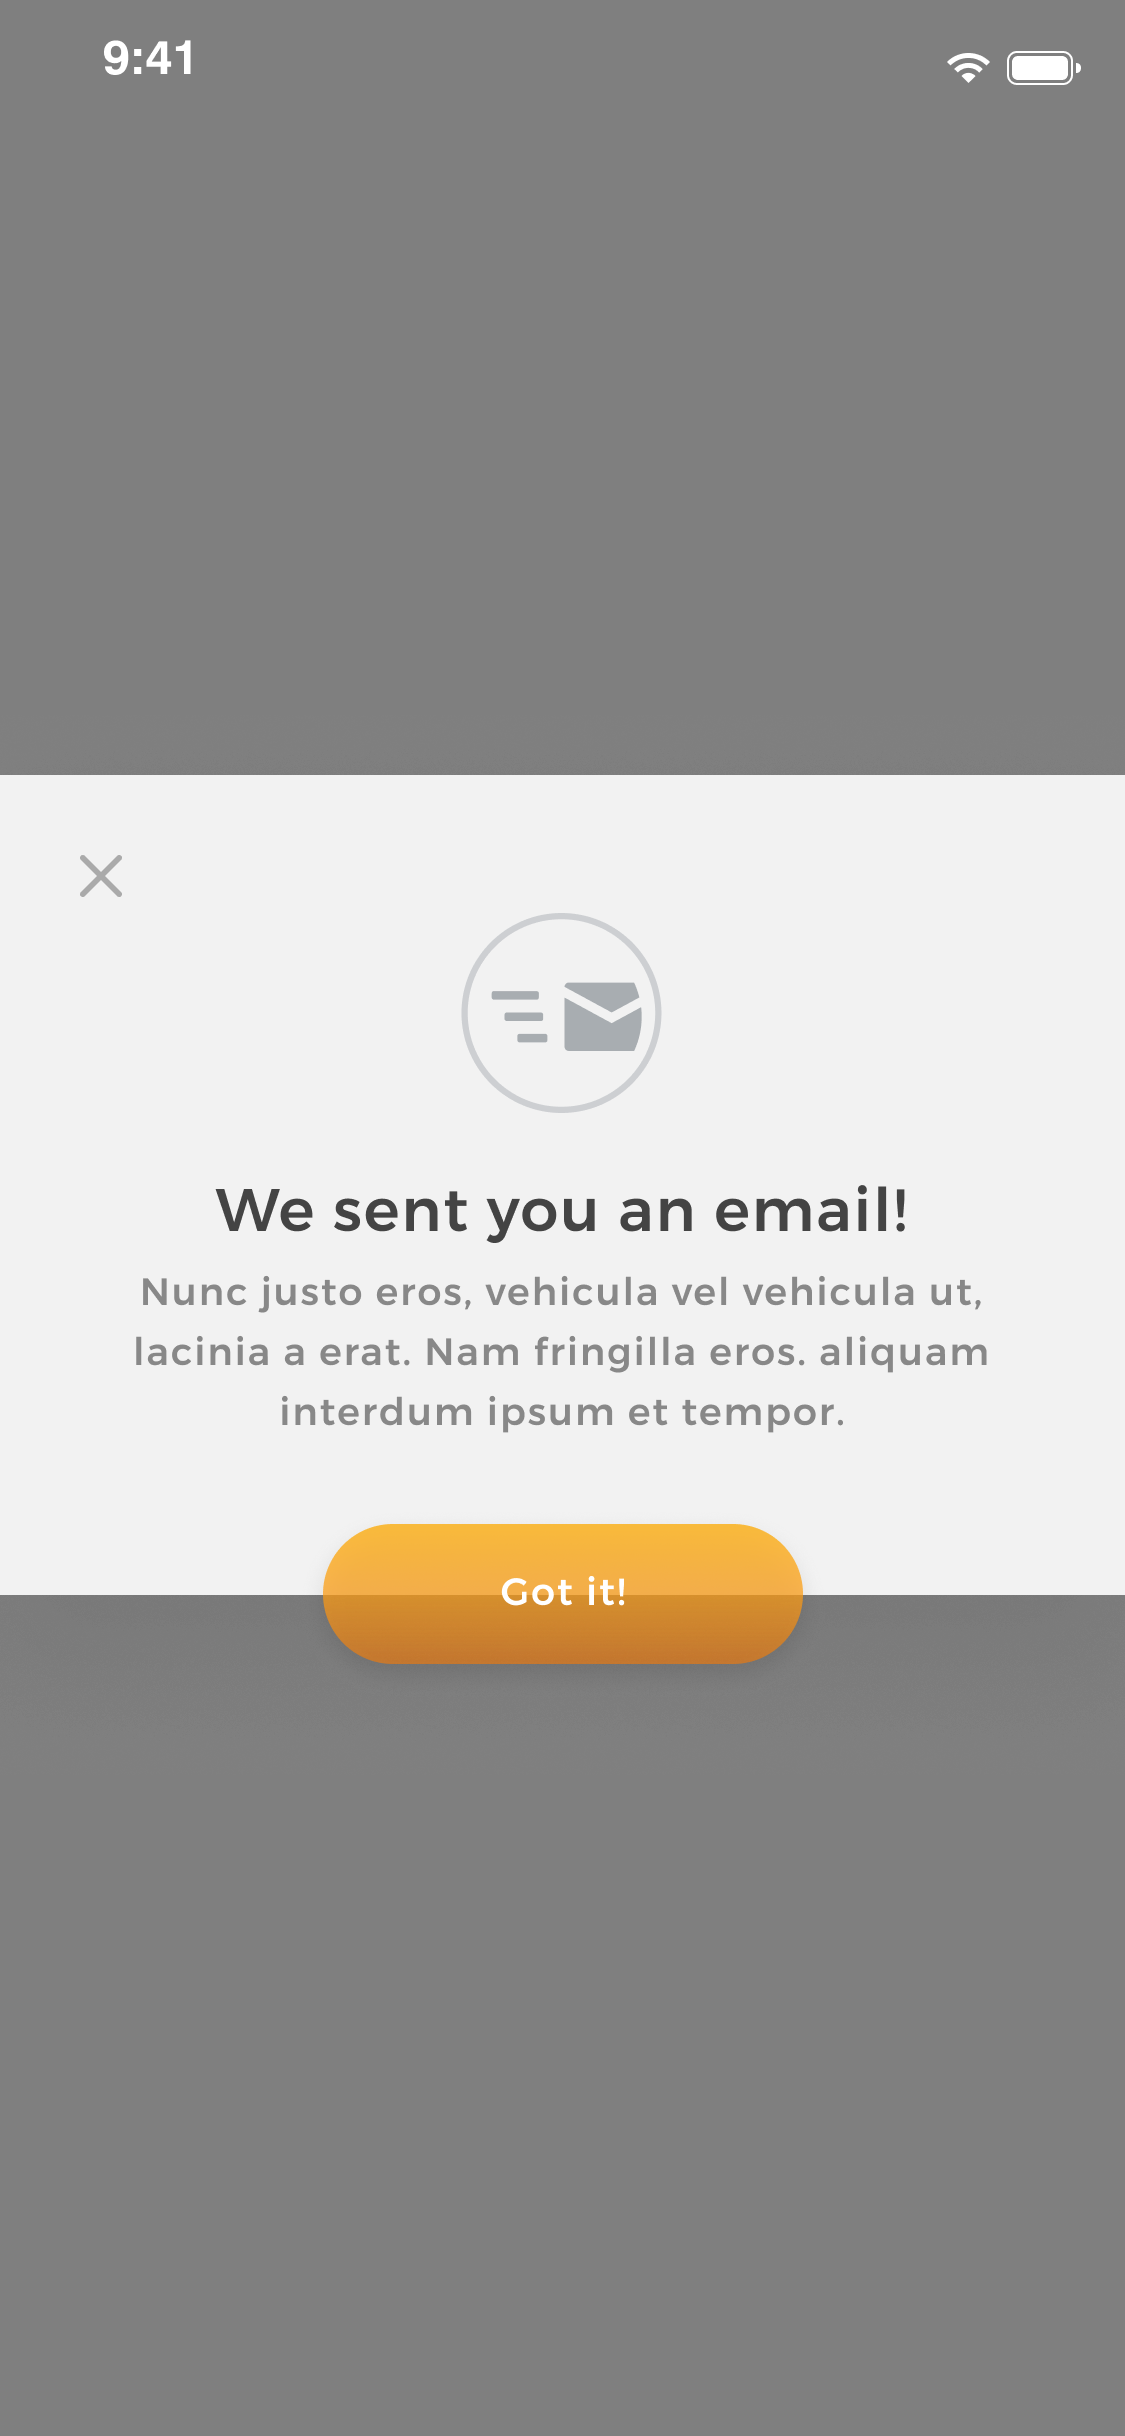 9:41
We sent you an email!
Nunc justo eros, vehicula vel vehicula ut,
lacinia a erat. Nam fringilla eros. aliquam
interdum ipsum et tempor.
Got it!